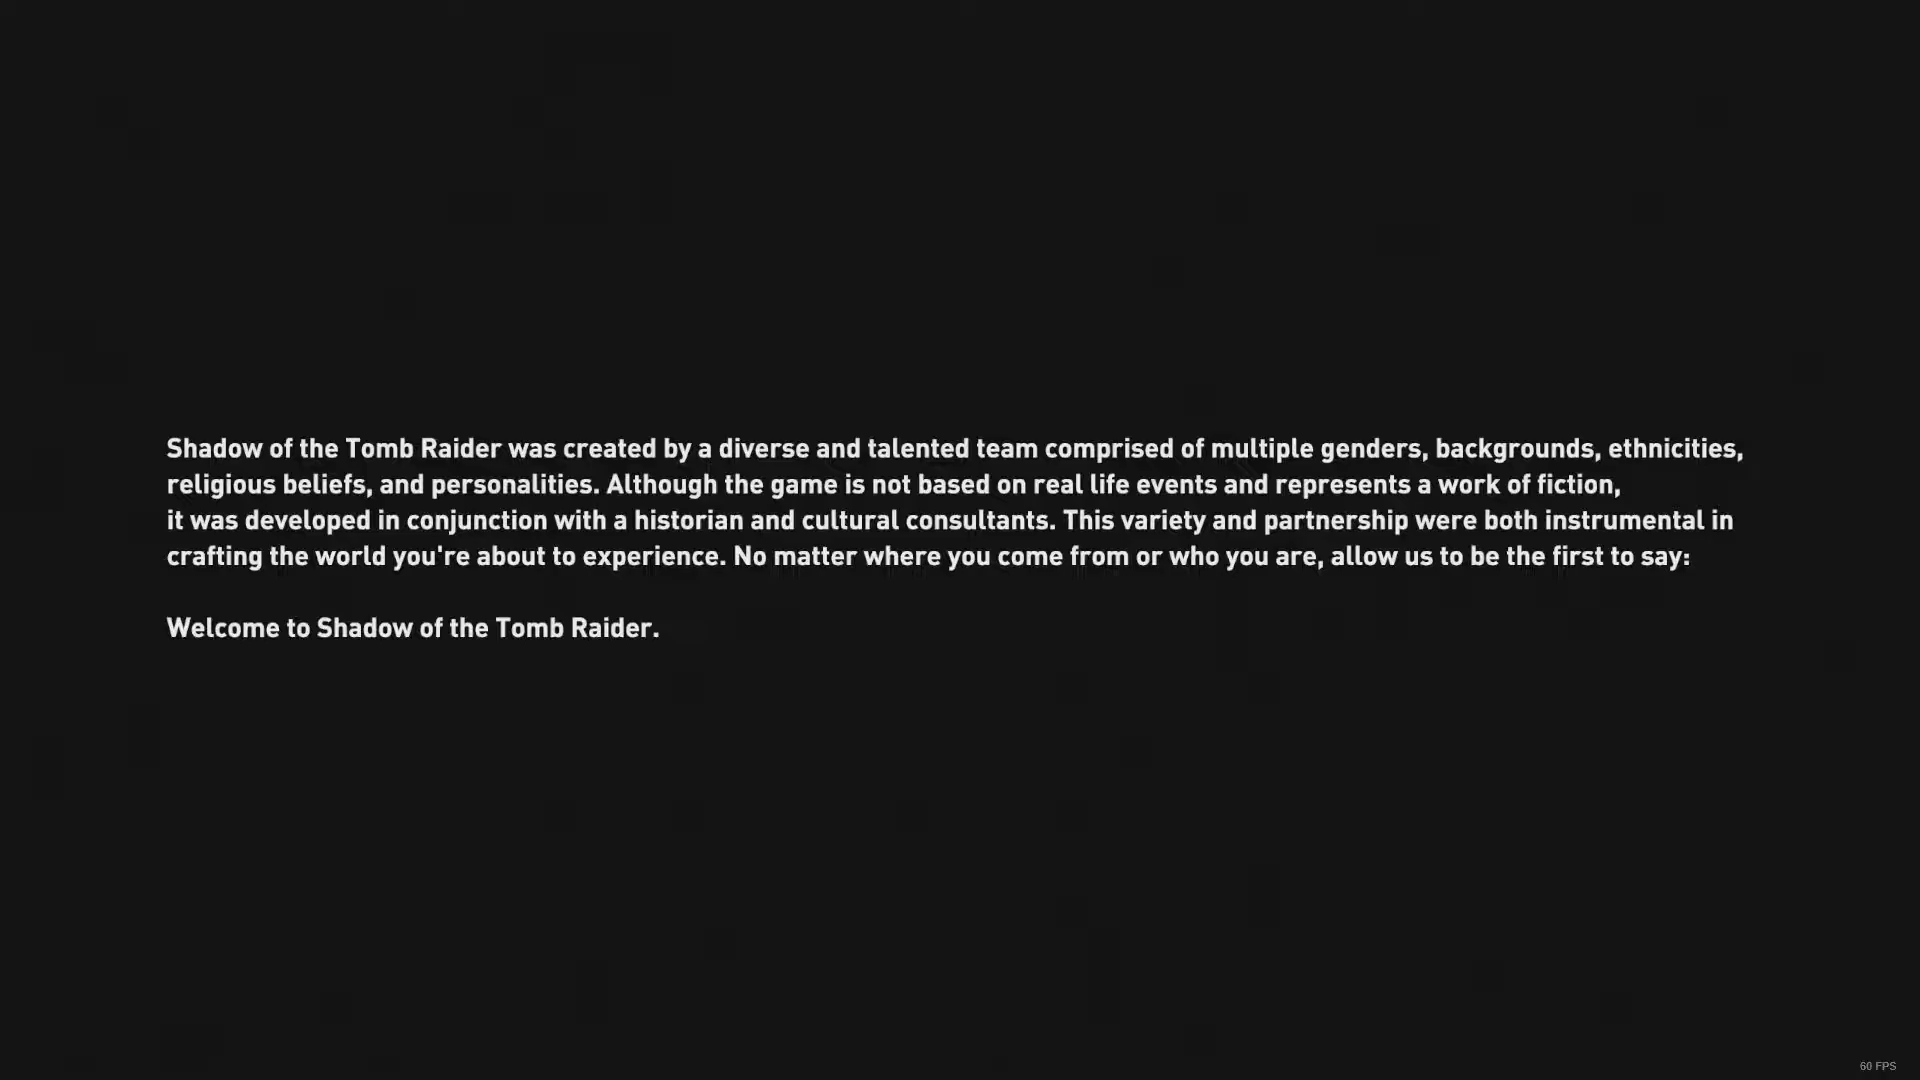 Shadow of the Tomb Raider was created by a diverse and talented team comprised of multiple genders, backgrounds, ethnicities,
religious beliefs, and personalities. Although the game is not based on real life events and represents a work of fiction,
it was developed in conjunction with a historian and cultural consultants. This variety and partnership were both instrumental in
crafting the world you're about to experience. No matter where you come from or who you are, allow us to be the first to say:
Welcome to Shadow of the Tomb Raider.
60 FPS